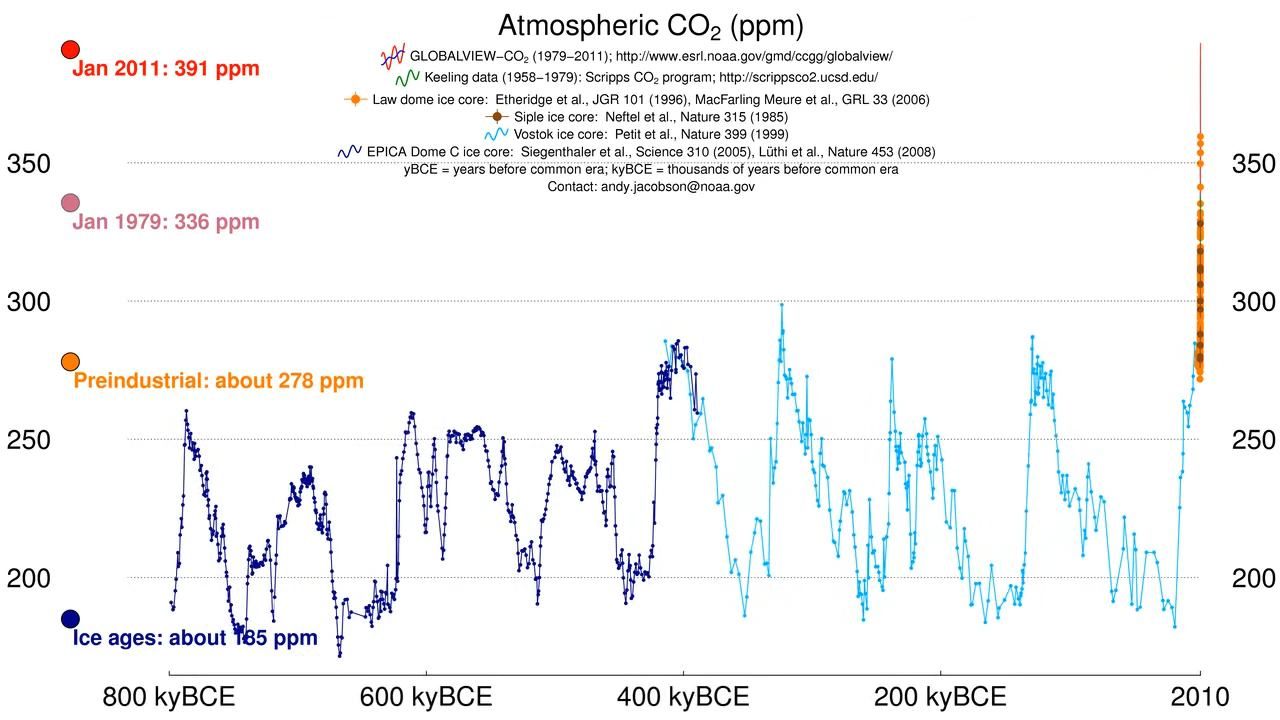 Atmospheric CO₂ (ppm)
GLOBALVIEW−CO₂ (1979−2011); http://www.esrl.noaa.gov/gmd/ccgg/globalview/
Keeling data (1958−1979): Scripps CO₂ program; http://scrippsco2.ucsd.edu/
Law dome ice core: Etheridge et al., JGR 101 (1996), MacFarling Meure et al., GRL 33 (2006)
Siple ice core: Neftel et al., Nature 315 (1985)
Vostok ice core: Petit et al., Nature 399 (1999)
EPICA Dome C ice core: Siegenthaler et al., Science 310 (2005), Lüthi et al., Nature 453 (2008)
yBCE = years before common era; kyBCE = thousands of years before common era
Contact: andy.jacobson@noaa.gov
Jan 2011: 391 ppm
350 350
Jan 1979: 336 ppm
300 300
Preindustrial: about 278 ppm
250 250
200 200
Ice ages: about 185 ppm
800 kyBCE 600 kyBCE 400 kyBCE 200 kyBCE 2010